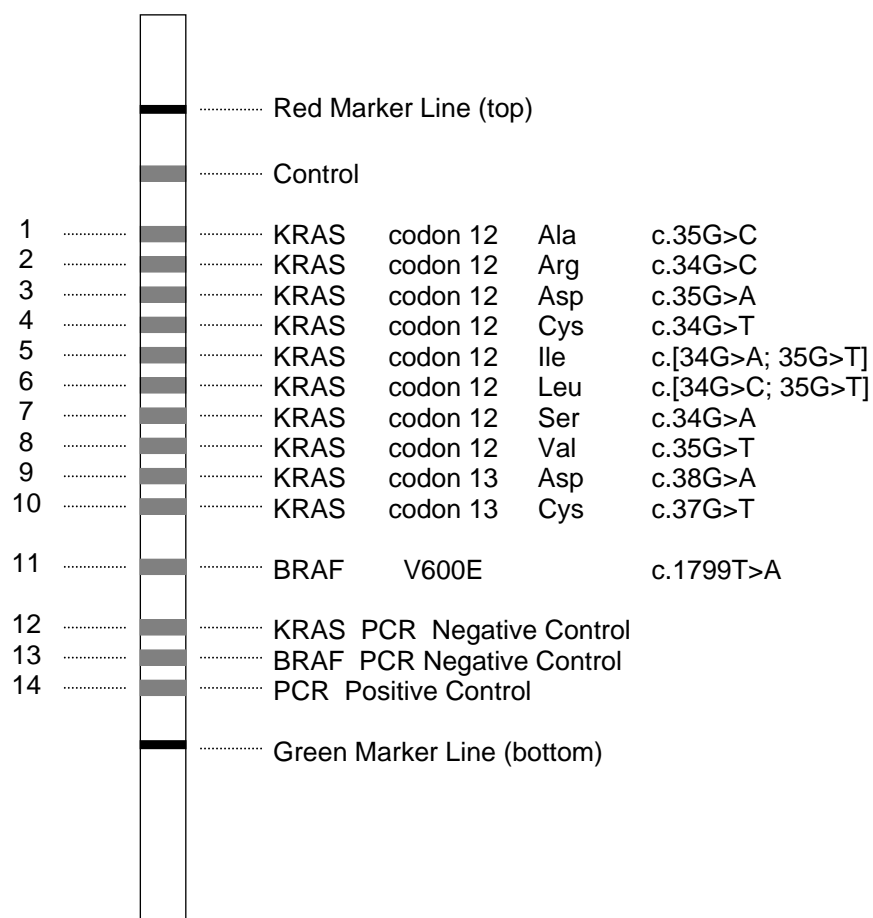 Red Marker Line (top)
Control
1 KRAS codon 12 Ala c.35G>C
2 KRAS codon 12 Arg c.34G>C
3 KRAS codon 12 Asp c.35G>A
4 KRAS codon 12 Cys c.34G>T
5 KRAS codon 12 Ile c.[34G>A; 35G>T]
6 KRAS codon 12 Leu c.[34G>C; 35G>T]
7 KRAS codon 12 Ser c.34G>A
8 KRAS codon 12 Val c.35G>T
9 KRAS codon 13 Asp c.38G>A
10 KRAS codon 13 Cys c.37G>T
11 BRAF V600E c.1799T>A
12 KRAS PCR Negative Control
13 BRAF PCR Negative Control
14 PCR Positive Control
Green Marker Line (bottom)